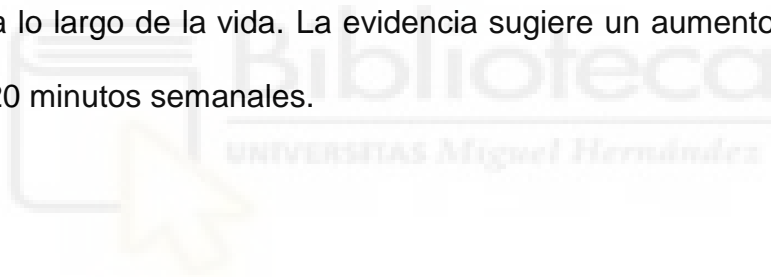 a lo largo de la vida. La evidencia sugiere un aumento
20 minutos semanales.
Biblioteca
UNIVERSITAS Miguel Hernández